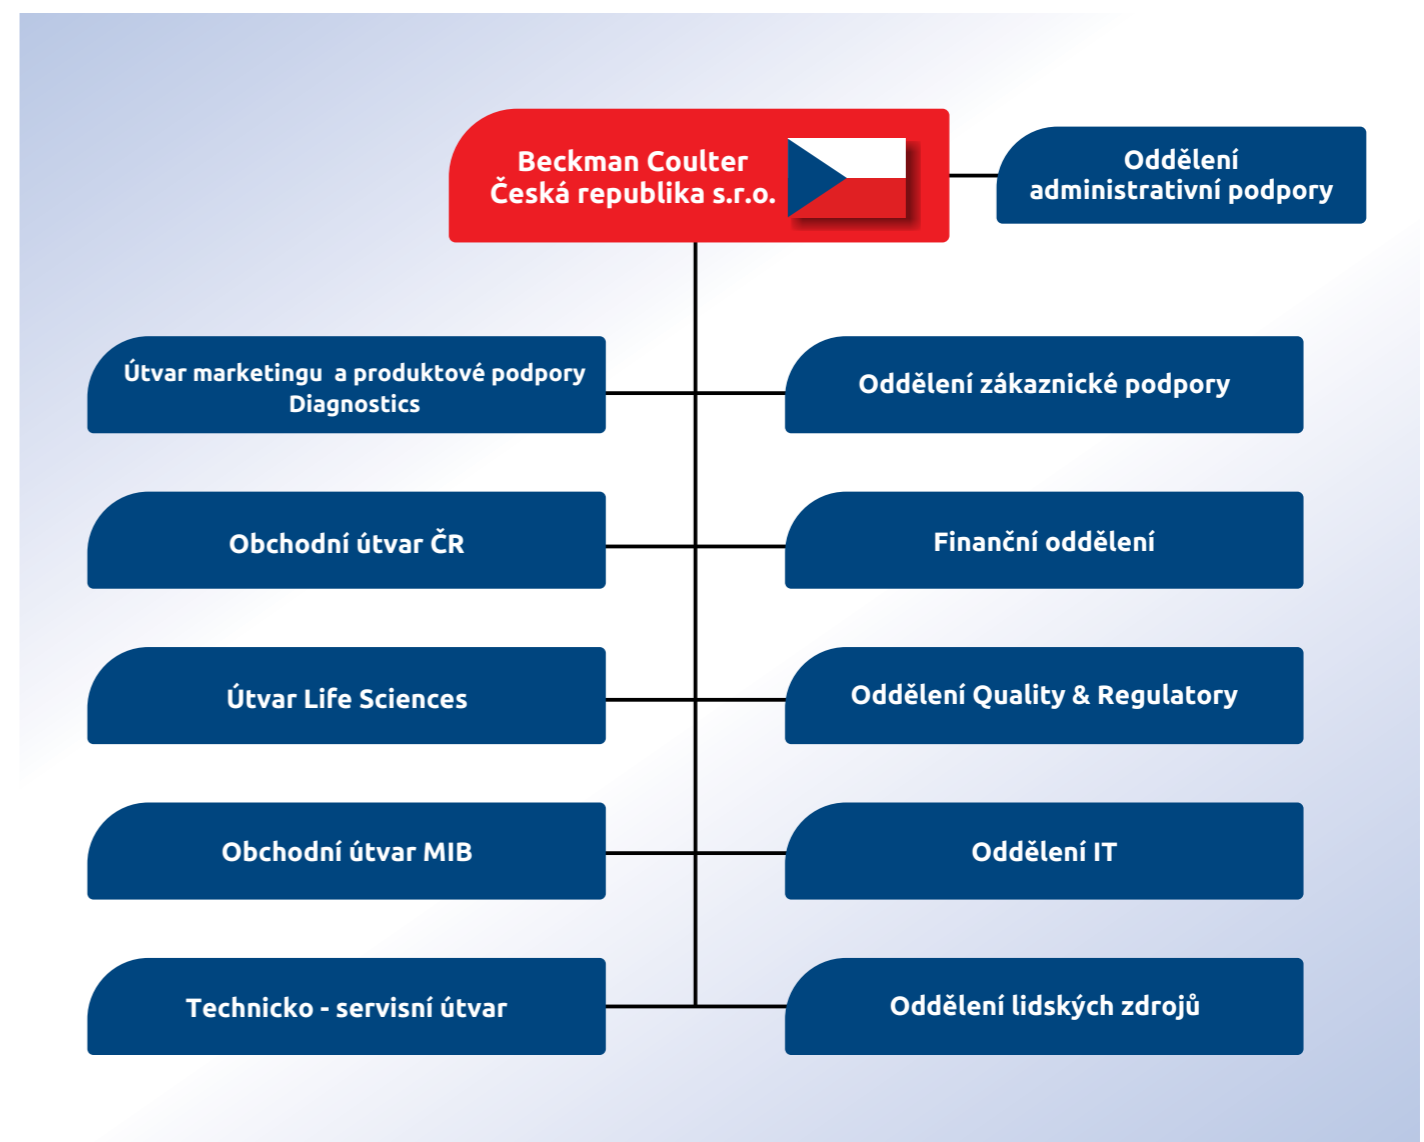 Beckman Coulter
Česká republika s.r.o.
Oddělení
administrativní podpory
Útvar marketingu a produktové podpory
Diagnostics
Oddělení zákaznické podpory
Obchodní útvar ČR
Finanční oddělení
Útvar Life Sciences
Oddělení Quality & Regulatory
Obchodní útvar MIB
Oddělení IT
Technicko - servisní útvar
Oddělení lidských zdrojů